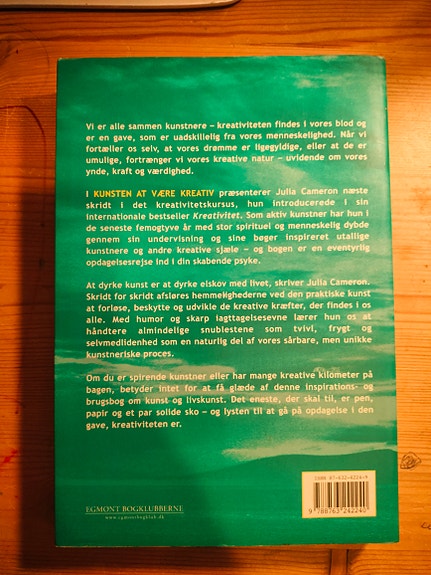 Vi er alle sammen kunstnere – kreativiteten findes i vores blod og
er en gave, som er uadskillelig fra vores menneskelighed. Når vi
fortæller os selv, at vores drømme er ligegyldige, eller at de er
umulige, fortrænger vi vores kreative natur – uvidende om vores
ynde, kraft og værdighed.
I KUNSTEN AT VÆRE KREATIV præsenterer Julia Cameron næste
skridt i det kreativitetskursus, hun introducerede i sin
internationale bestseller Kreativitet. Som aktiv kunstner har hun i
de seneste femogtyve år med stor spirituel og menneskelig dybde
gennem sin undervisning og sine bøger inspireret utallige
kunstnere og andre kreative sjæle – og bogen er en eventyrlig
opdagelsesrejse ind i din skabende psyke.
At dyrke kunst er at dyrke elskov med livet, skriver Julia Cameron.
Skridt for skridt afsløres hemmelighederne ved den praktiske kunst
at forløse, beskytte og udvikle de kreative kræfter, der findes i os
alle. Med humor og skarp iagttagelsesevne lærer hun os at
håndtere almindelige snublestene som tvivl, frygt og
selvmedlidenhed som en naturlig del af vores sårbare, men unikke
kunstneriske proces.
Om du er spirende kunstner eller har mange kreative kilometer på
bagen, betyder intet for at få glæde af denne inspirations- og
brugsbog om kunst og livskunst. Det eneste, der skal til, er pen,
papir og et par solide sko – og lysten til at gå på opdagelse i den
gave, kreativiteten er.
EGMONT BOGKLUBBERNE
www.egmontbogklub.dk
ISBN 87-632-4224-9
9 788763 242240